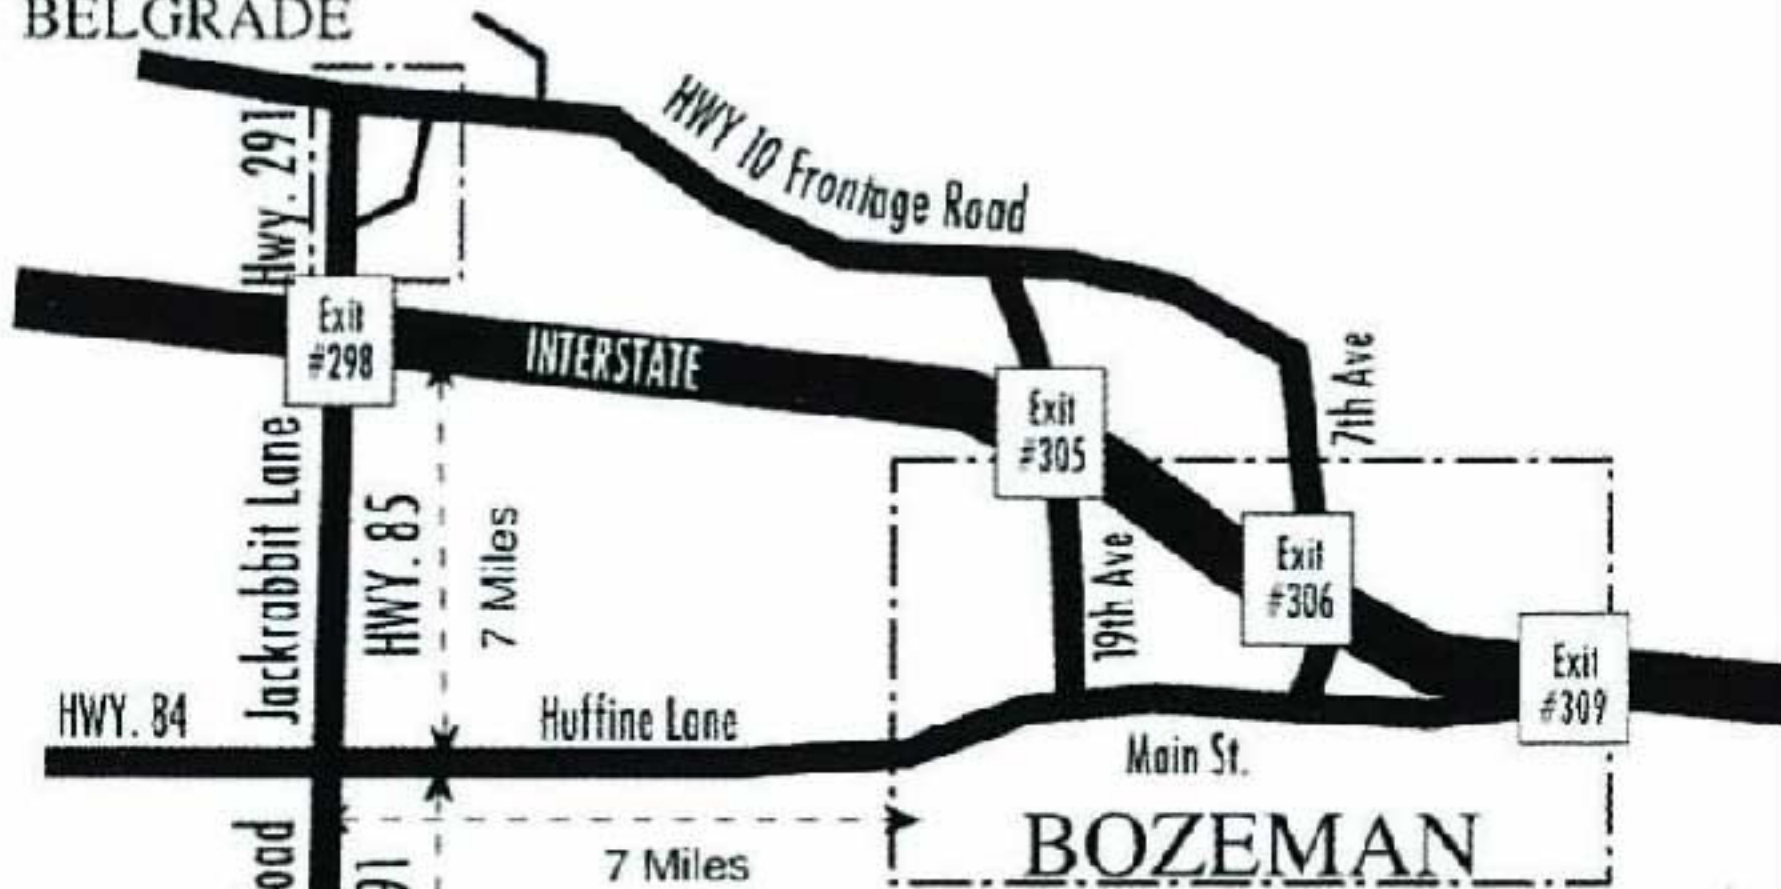 BELGRADE
HWY 10 Frontage Road
Hwy. 291
Exit
#298
INTERSTATE
Exit
#305
7th Ave
Jackrabbit Lane
HWY. 85
7 Miles
19th Ave
Exit
#306
Exit
#309
HWY. 84
Huffine Lane
Main St.
BOZEMAN
7 Miles